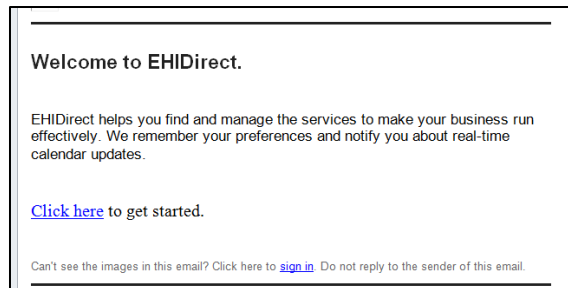 Welcome to EHIDirect.
EHIDirect helps you find and manage the services to make your business run
effectively. We remember your preferences and notify you about real-time
calendar updates.
Click here to get started.
Can't see the images in this email? Click here to sign in. Do not reply to the sender of this email.